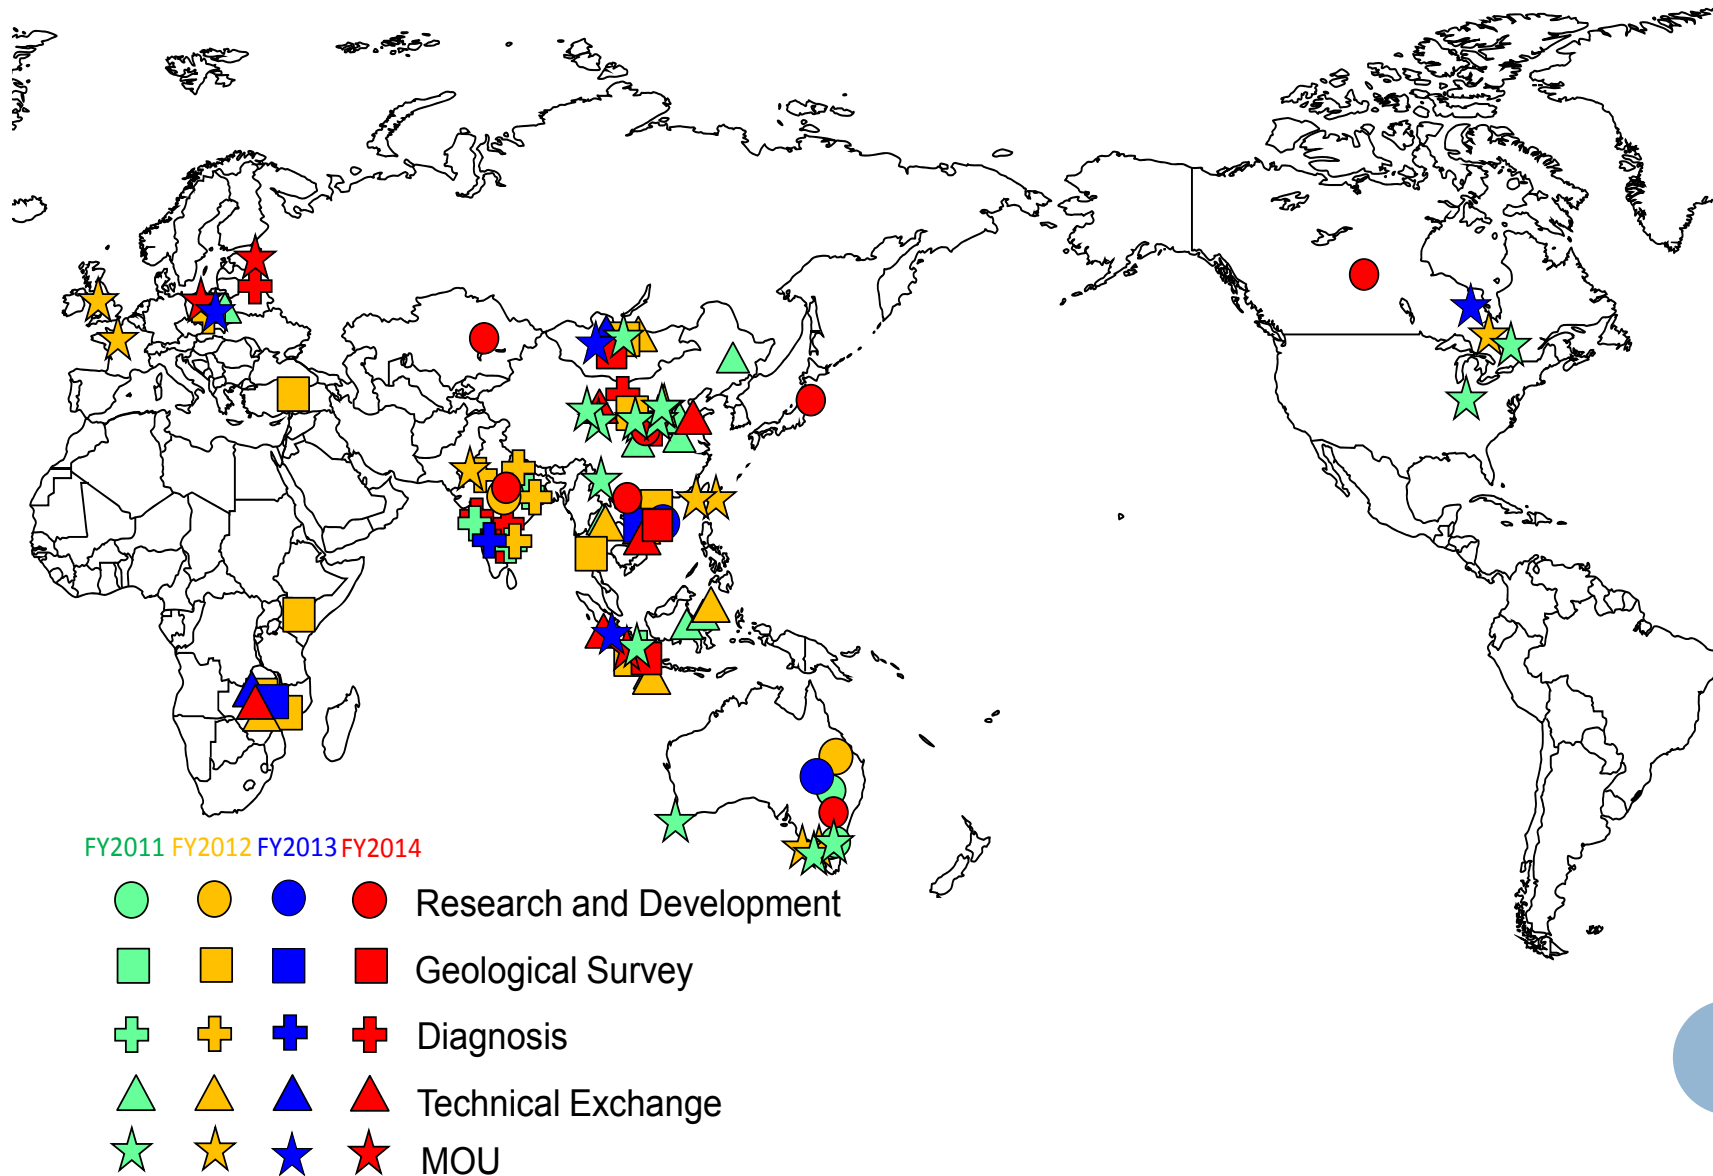 FY2011 FY2012 FY2013 FY2014
Research and Development
Geological Survey
Diagnosis
Technical Exchange
MOU